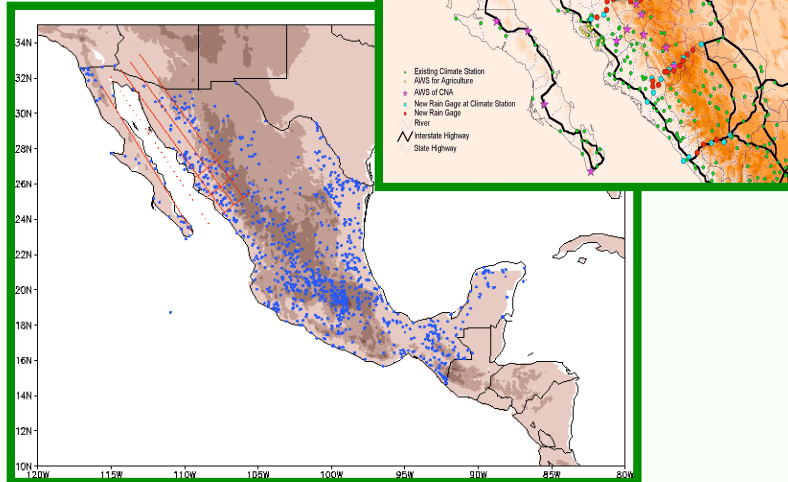 Existing Climate Station
AWS for Agriculture
AWS of CNA
New Rain Gage at Climate Station
New Rain Gage
River
Interstate Highway
State Highway
34N
32N
30N
28N
26N
24N
22N
20N
18N
16N
14N
12N
10N
120W 115W 110W 105W 100W 95W 90W 85W 80W